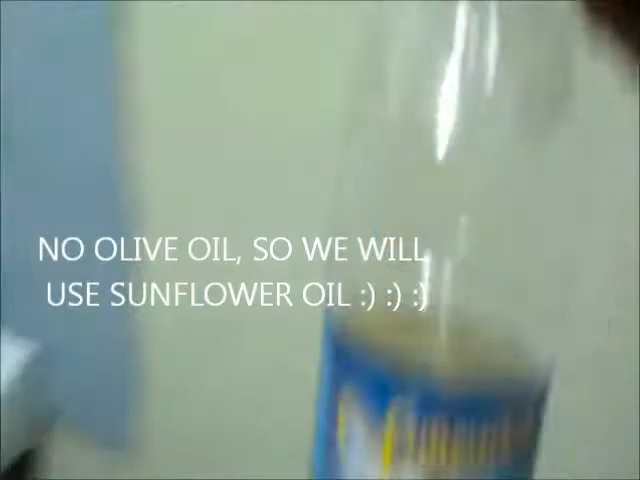 NO OLIVE OIL, SO WE WILL
USE SUNFLOWER OIL :) :) :)